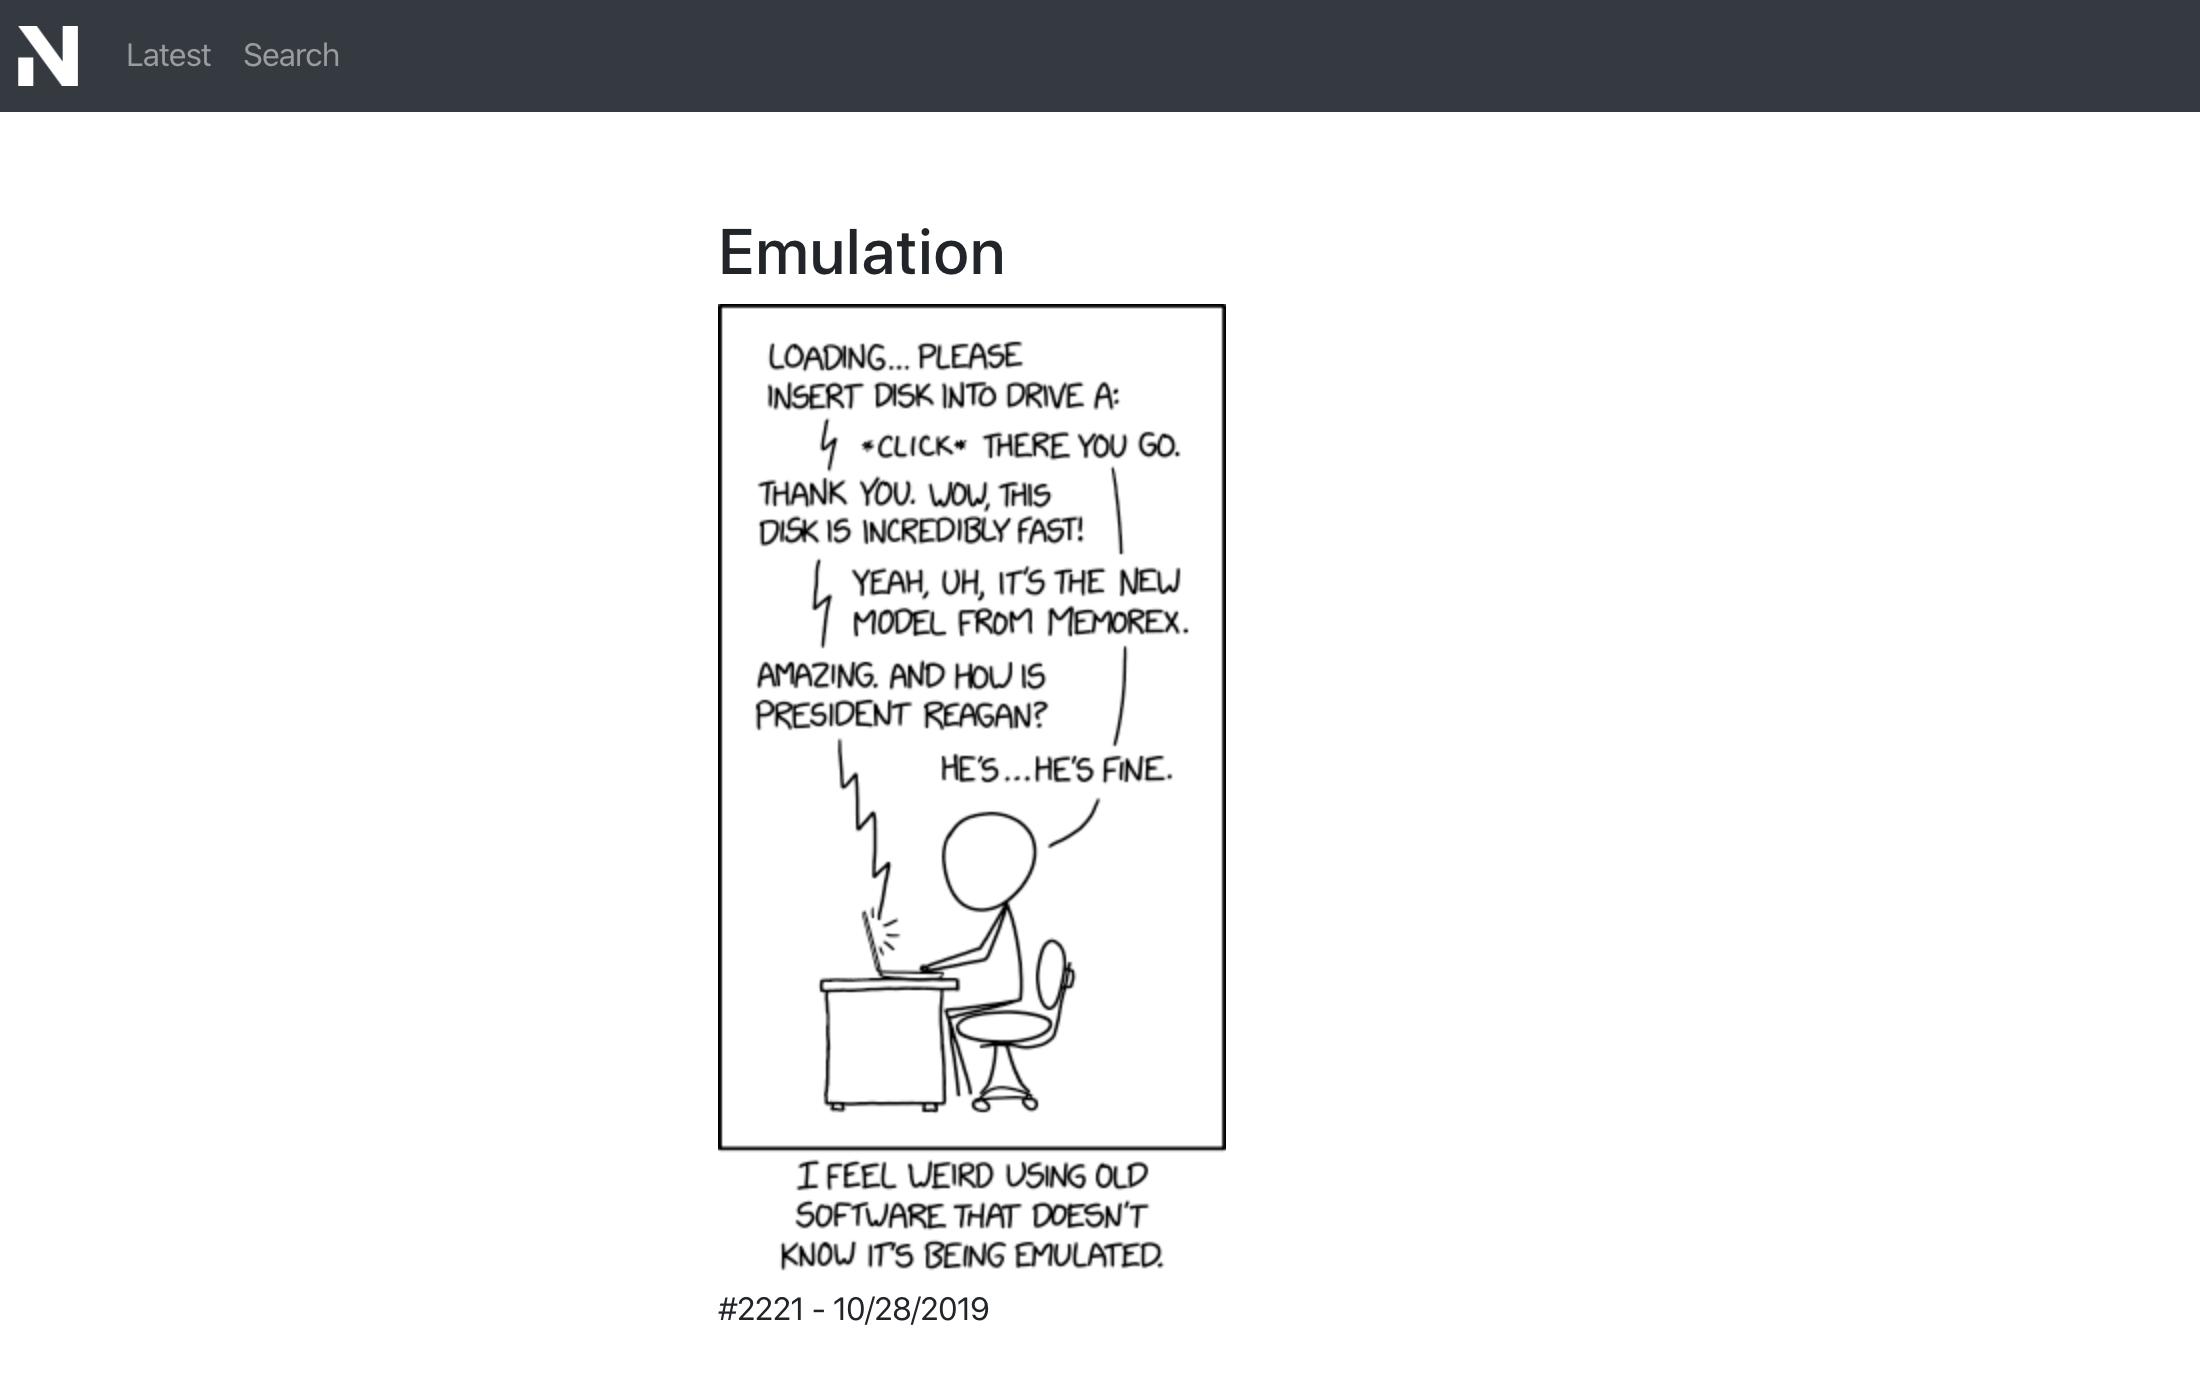 N
Latest Search
Emulation
LOADING... PLEASE
INSERT DISK INTO DRIVE A:
*CLICK* THERE YOU GO.
THANK YOU. WOW, THIS
DISK IS INCREDIBLY FAST!
YEAH, UH, IT'S THE NEW
MODEL FROM MEMOREX.
AMAZING. AND HOW IS
PRESIDENT REAGAN?
HE'S...HE'S FINE.
I FEEL WEIRD USING OLD
SOFTWARE THAT DOESN'T
KNOW IT'S BEING EMULATED.
#2221 - 10/28/2019